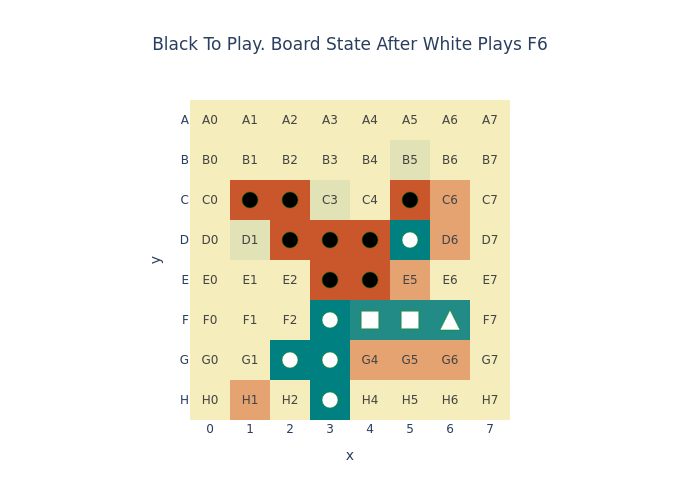 Black To Play. Board State After White Plays F6
A A0 A1 A2 A3 A4 A5 A6 A7
B B0 B1 B2 B3 B4 B5 B6 B7
C C0 C3 C4 C6 C7
D D0 D1 D6 D7
y
E E0 E1 E2 E5 E6 E7
F F0 F1 F2 F7
G G0 G1 G4 G5 G6 G7
H H0 H1 H2 H4 H5 H6 H7
0 1 2 3 4 5 6 7
x